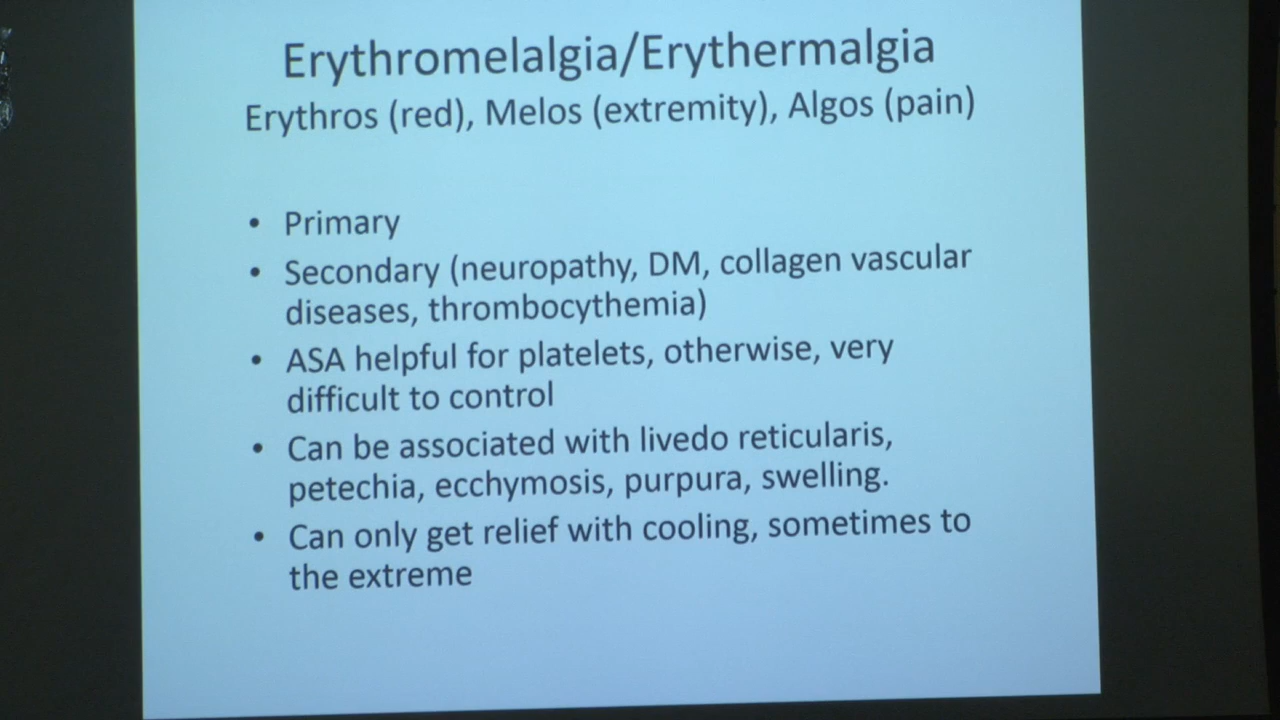 Erythromelalgia/Erythermalgia
Erythros (red), Melos (extremity), Algos (pain)
• Primary
• Secondary (neuropathy, DM, collagen vascular
diseases, thrombocythemia)
• ASA helpful for platelets, otherwise, very
difficult to control
• Can be associated with livedo reticularis,
petechia, ecchymosis, purpura, swelling.
• Can only get relief with cooling, sometimes to
the extreme